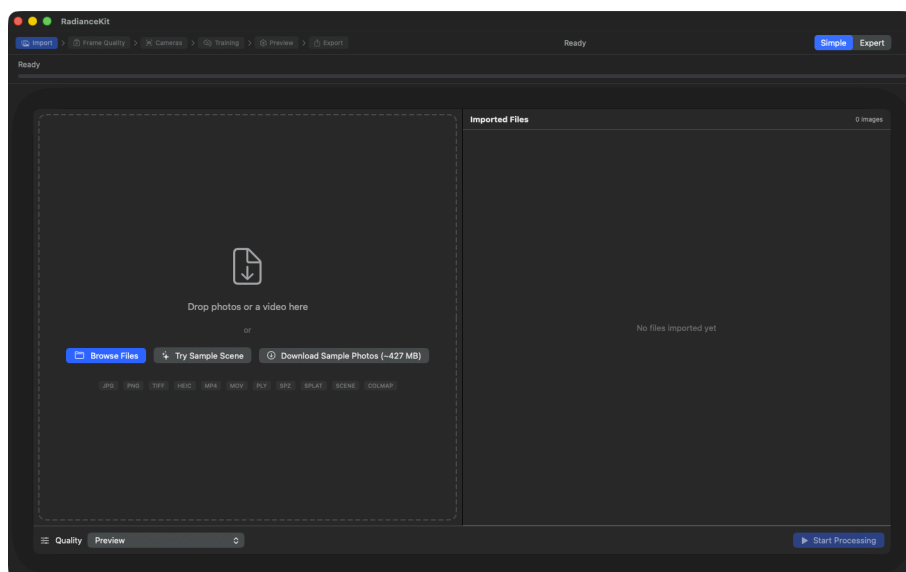 RadianceKit
Import > Frame Quality > Cameras > Training > Preview > Export
Ready
Simple Expert
Ready
Imported Files
0 images
Drop photos or a video here
or
Browse Files
Try Sample Scene
Download Sample Photos (~427 MB)
JPG PNG TIFF HEIC MP4 MOV PLY SPZ SPLAT SCENE COLMAP
No files imported yet
Quality Preview
Start Processing